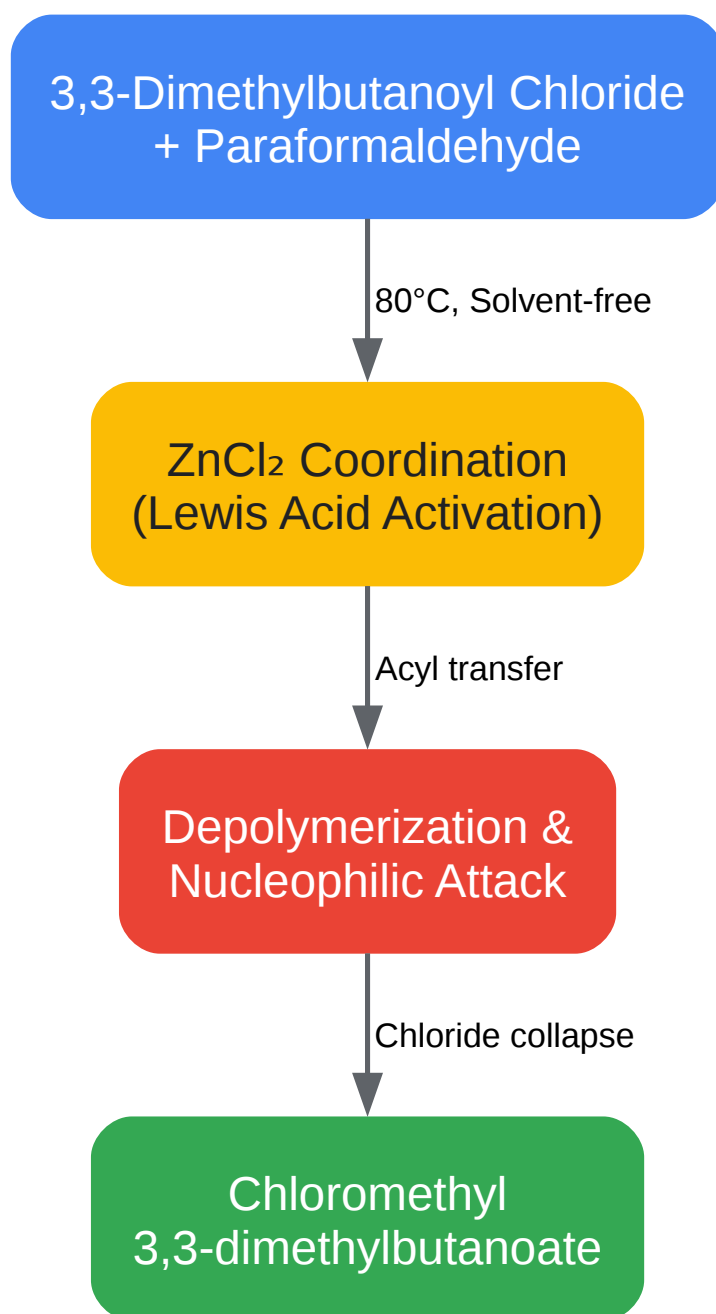 3,3-Dimethylbutanoyl Chloride
+ Paraformaldehyde
80°C, Solvent-free
ZnCl₂ Coordination
(Lewis Acid Activation)
Acyl transfer
Depolymerization &
Nucleophilic Attack
Chloride collapse
Chloromethyl
3,3-dimethylbutanoate